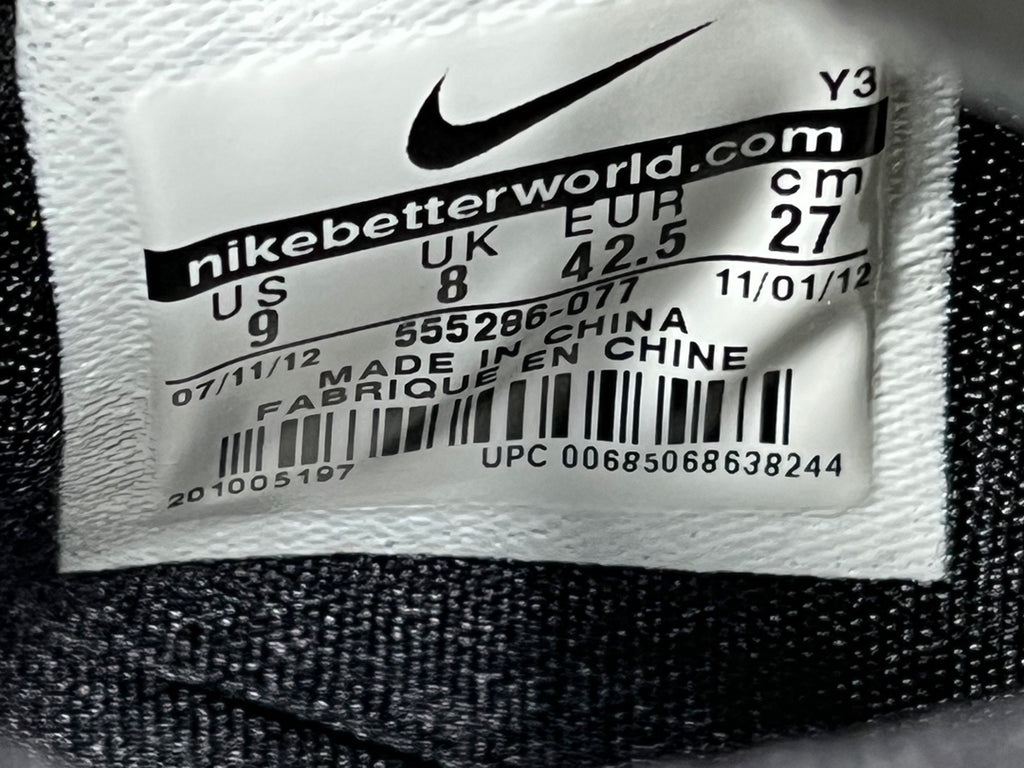 Y3
nikebetterworld.com
US UK EUR cm
9 8 42.5 27
07/11/12 555286-077 11/01/12
MADE IN CHINA
FABRIQUE EN CHINE
201005197 UPC 00685068638244